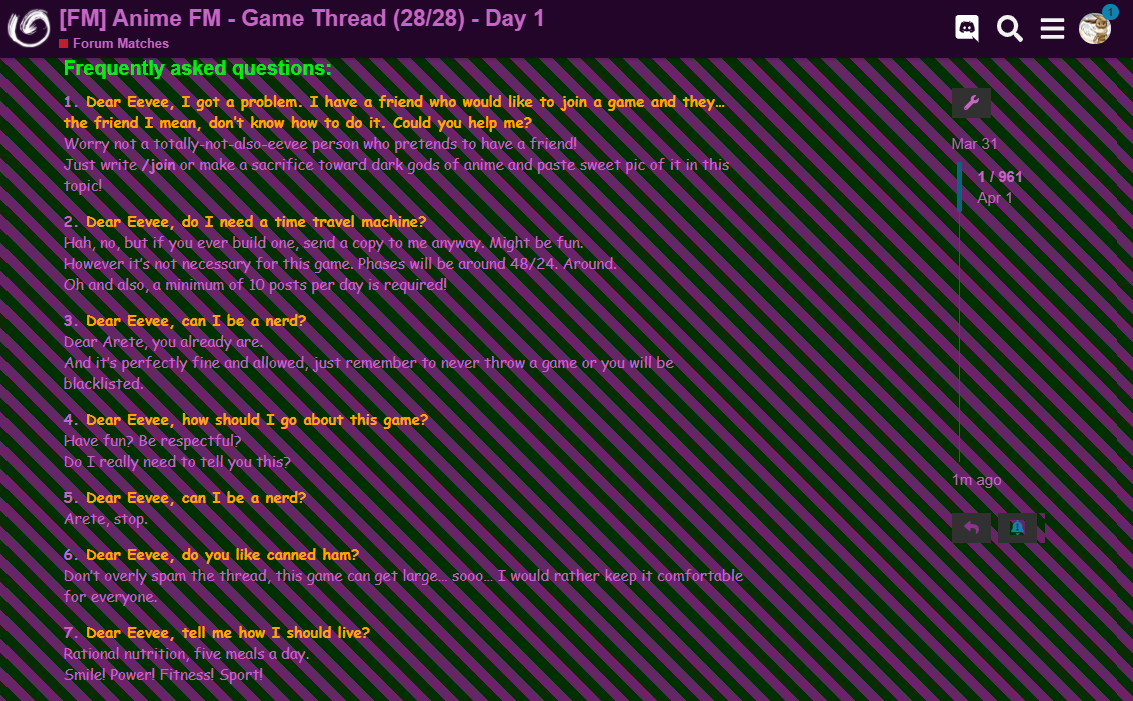 [FM] Anime FM - Game Thread (28/28) - Day 1
1
Forum Matches
Frequently asked questions:
1. Dear Eevee, I got a problem. I have a friend who would like to join a game and they…
the friend I mean, don't know how to do it. Could you help me?
Worry not a totally-not-also-eevee person who pretends to have a friend!
Just write /join or make a sacrifice toward dark gods of anime and paste sweet pic of it in this
topic!
2. Dear Eevee, do I need a time travel machine?
Hah, no, but if you ever build one, send a copy to me anyway. Might be fun.
However it's not necessary for this game. Phases will be around 48/24. Around.
Oh and also, a minimum of 10 posts per day is required!
3. Dear Eevee, can I be a nerd?
Dear Arete, you already are.
And it's perfectly fine and allowed, just remember to never throw a game or you will be
blacklisted.
4. Dear Eevee, how should I go about this game?
Have fun? Be respectful?
Do I really need to tell you this?
5. Dear Eevee, can I be a nerd?
Arete, stop.
6. Dear Eevee, do you like canned ham?
Don't overly spam the thread, this game can get large… sooo… I would rather keep it comfortable
for everyone.
7. Dear Eevee, tell me how I should live?
Rational nutrition, five meals a day.
Smile! Power! Fitness! Sport!
Mar 31
1 / 961
Apr 1
1m ago